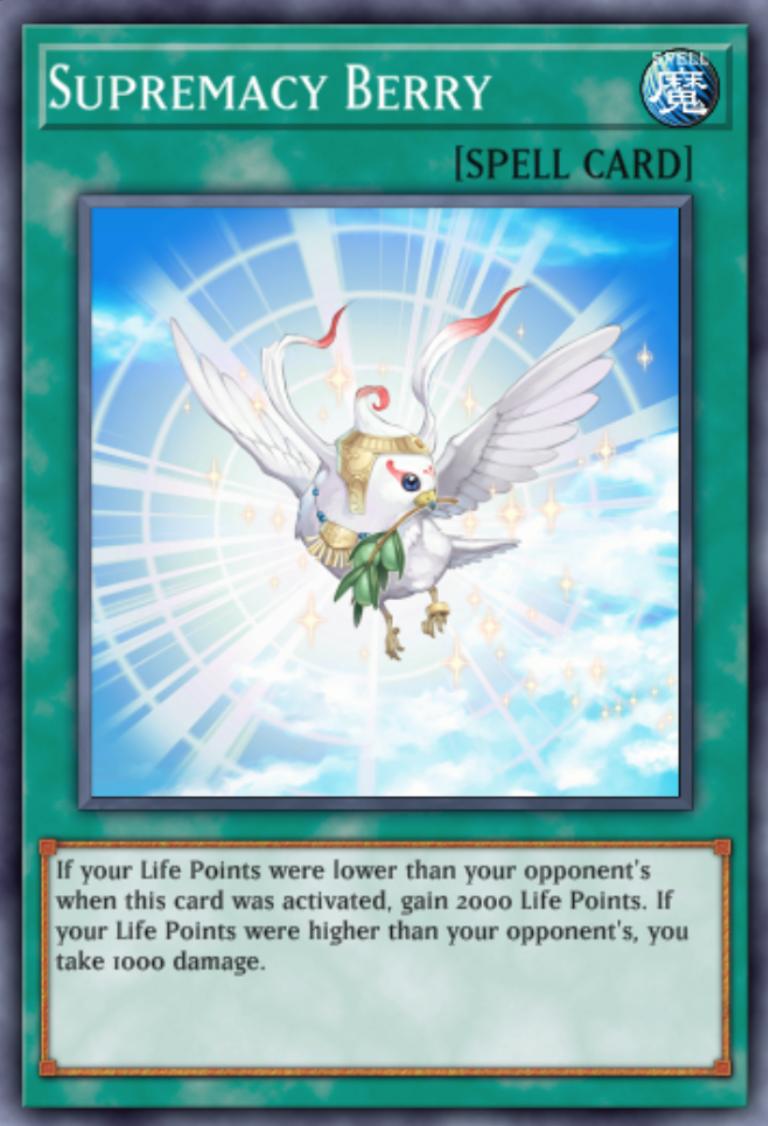 Supremacy Berry
SPELL
魔
[SPELL CARD]
If your Life Points were lower than your opponent's
when this card was activated, gain 2000 Life Points. If
your Life Points were higher than your opponent's, you
take 1000 damage.